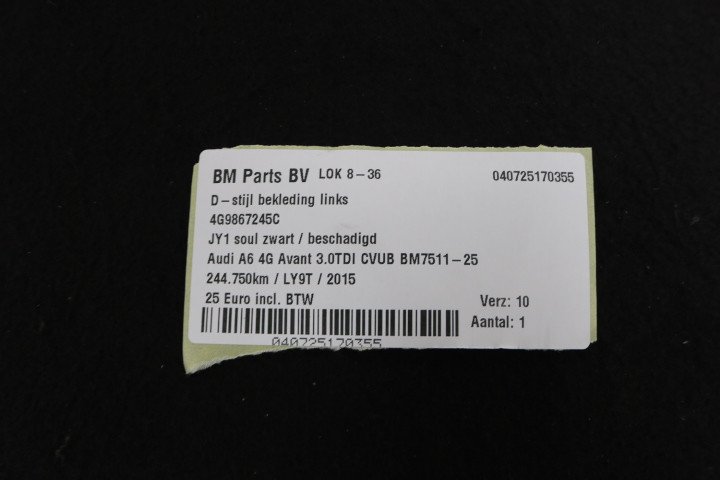 BM Parts BV LOK 8-36 040725170355
D-stijl bekleding links
4G9867245C
JY1 soul zwart / beschadigd
Audi A6 4G Avant 3.0TDI CVUB BM7511-25
244.750km / LY9T / 2015
25 Euro incl. BTW Verz: 10
Aantal: 1
040725170355